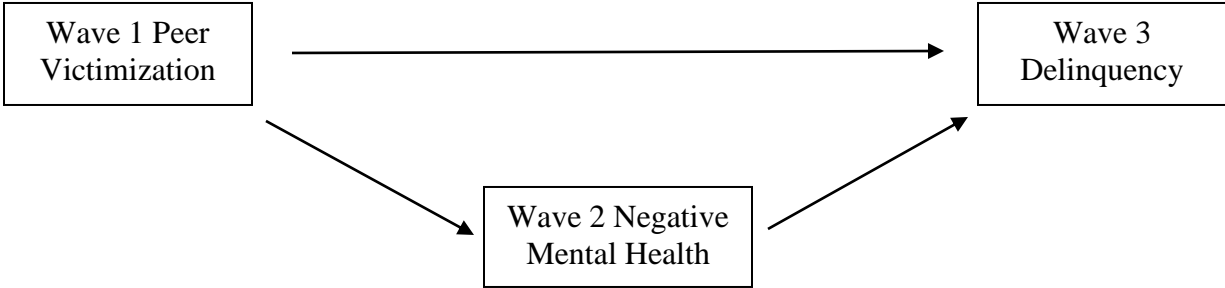 Wave 1 Peer
Victimization
Wave 3
Delinquency
Wave 2 Negative
Mental Health